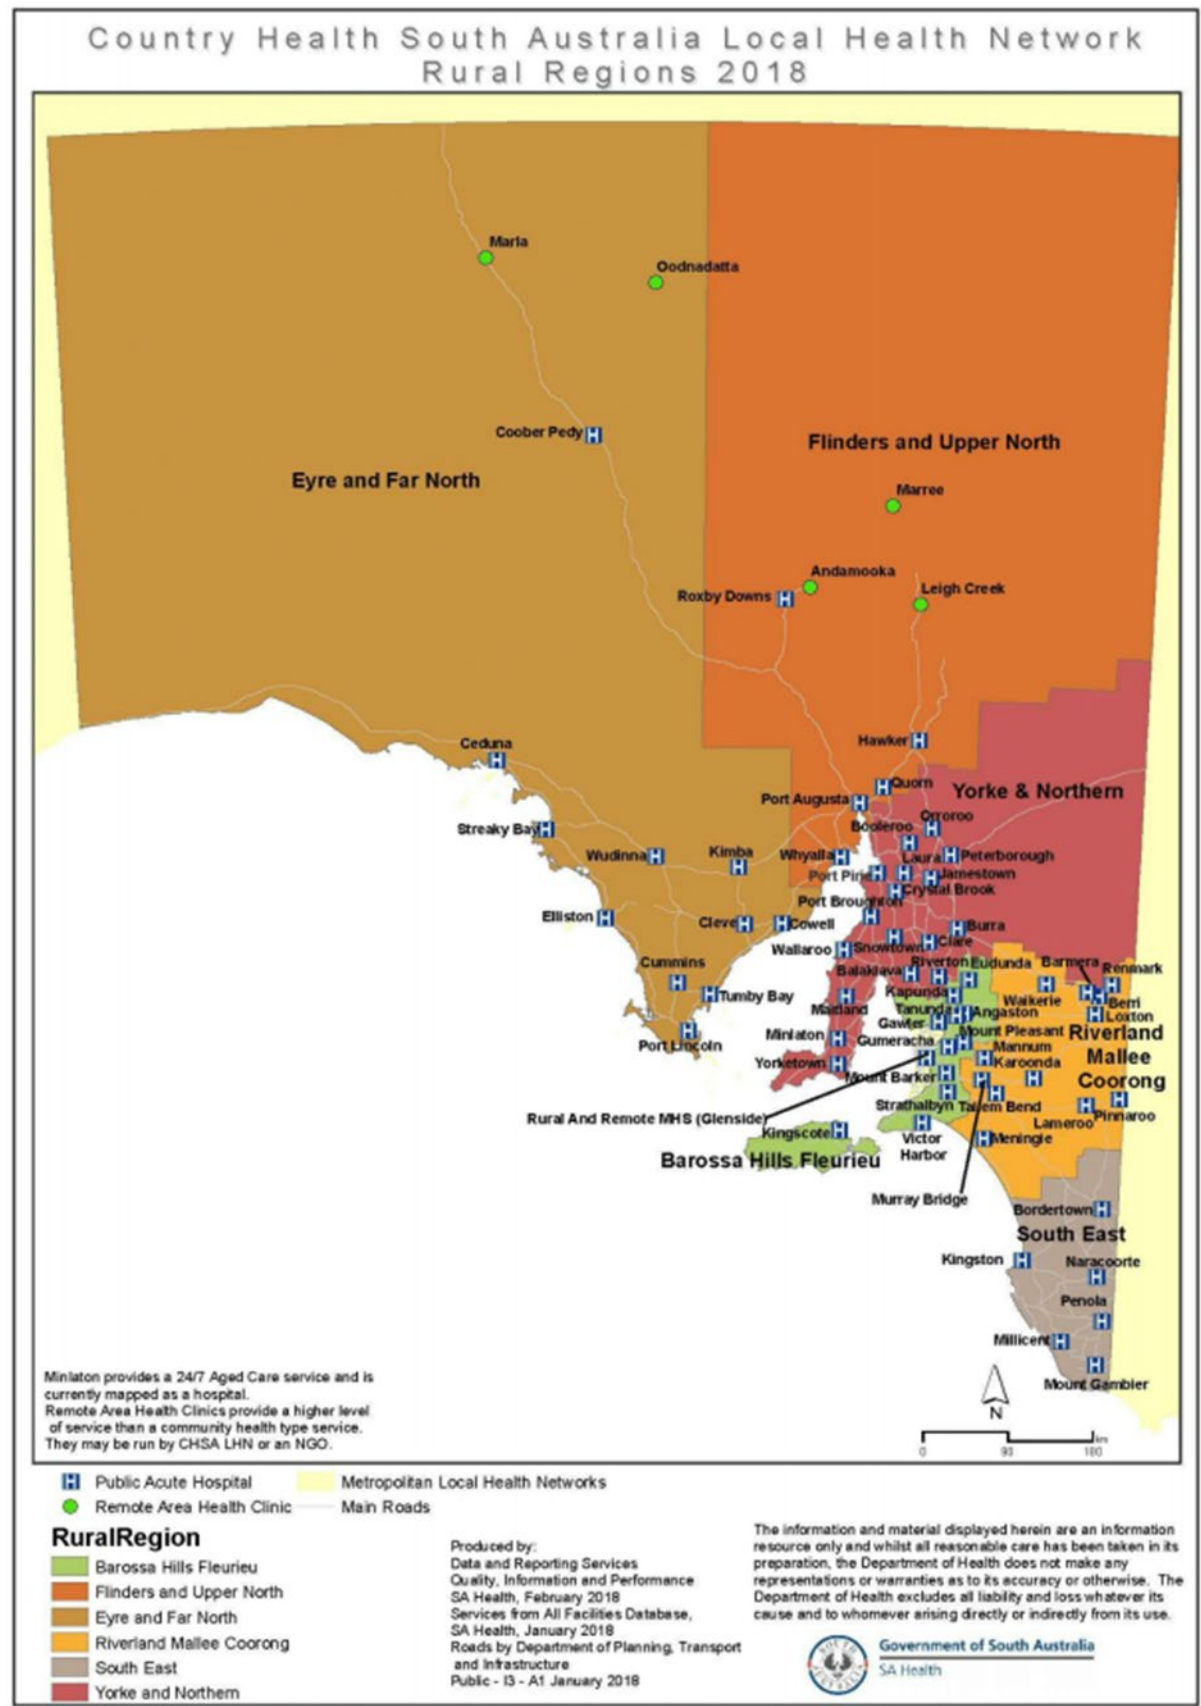 Country Health South Australia Local Health Network
Rural Regions 2018
Marla
Oodnadatta
Coober Pedy
Flinders and Upper North
Eyre and Far North
Marree
Andamooka
Leigh Creek
Roxby Downs
Hawker
Ceduna
Quorn
Yorke & Northern
Port Augusta
Orroroo
Booleroo
Streaky Bay
Wudinna
Kimba
Whyalla
Laura
Peterborough
Port Pirie
Jamestown
Crystal Brook
Port Broughton
Elliston
Cleve
Cowell
Burra
Wallaroo
Snowtown
Clare
Cummins
Balaklava
Riverton
Eudunda
Barmera
Renmark
Tumby Bay
Kapunda
Waikerie
Berri
Maitland
Tanunda
Angaston
Loxton
Gawler
Port Lincoln
Minlaton
Gumeracha
Mount Pleasant
Riverland
Mallee
Coorong
Mannum
Yorketown
Karoonda
Mount Barker
Strathalbyn
Tailem Bend
Rural And Remote MHS (Glenside)
Lameroo
Pinnaroo
Kingscote
Victor
Harbor
Meningie
Barossa Hills Fleurieu
Murray Bridge
Bordertown
South East
Kingston
Naracoorte
Penola
Millicent
Mount Gambier
N
km
0 90 180
Minlaton provides a 24/7 Aged Care service and is
currently mapped as a hospital.
Remote Area Health Clinics provide a higher level
of service than a community health type service.
They may be run by CHSA LHN or an NGO.
H Public Acute Hospital
Metropolitan Local Health Networks
Remote Area Health Clinic
Main Roads
RuralRegion
Barossa Hills Fleurieu
Flinders and Upper North
Eyre and Far North
Riverland Mallee Coorong
South East
Yorke and Northern
Produced by:
Data and Reporting Services
Quality, Information and Performance
SA Health, February 2018
Services from All Facilities Database,
SA Health, January 2018
Roads by Department of Planning, Transport
and Infrastructure
Public - I3 - A1 January 2018
The information and material displayed herein are an information
resource only and whilst all reasonable care has been taken in its
preparation, the Department of Health does not make any
representations or warranties as to its accuracy or otherwise. The
Department of Health excludes all liability and loss whatever its
cause and to whomever arising directly or indirectly from its use.
Government of South Australia
SA Health